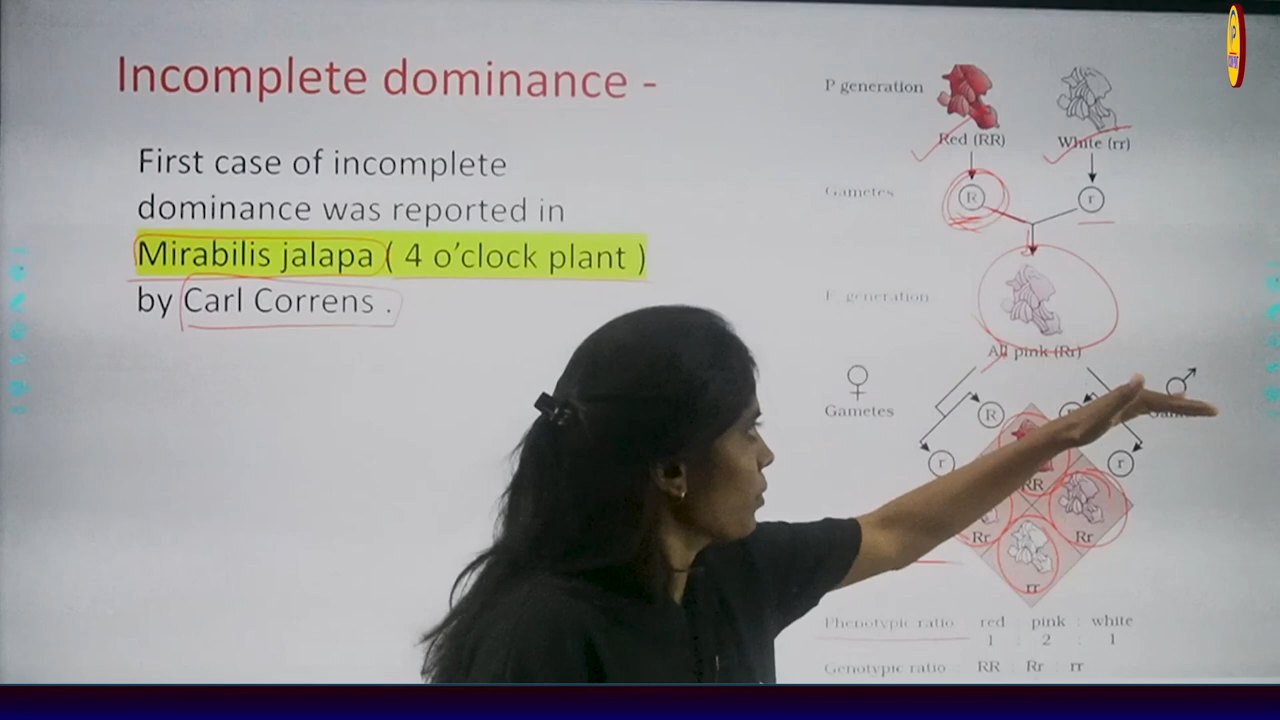 Incomplete dominance -
First case of incomplete
dominance was reported in
Mirabilis jalapa ( 4 o'clock plant )
by Carl Correns .
P generation
Red (RR) White (rr)
Gametes R r
F generation
All pink (Rr)
♀ ♂
Gametes R
r r
RR
Rr Rr
rr
Phenotypic ratio red : pink : white
1 : 2 : 1
Genotypic ratio RR : Rr : rr